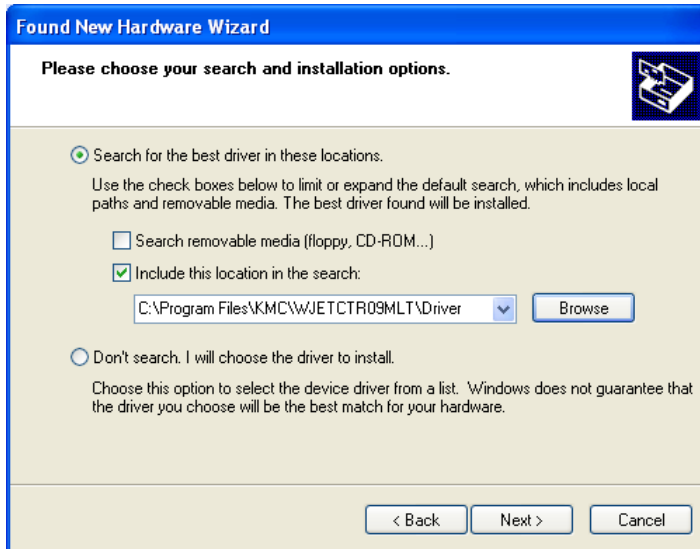 Found New Hardware Wizard
Please choose your search and installation options.
Search for the best driver in these locations.
Use the check boxes below to limit or expand the default search, which includes local
paths and removable media. The best driver found will be installed.
Search removable media (floppy, CD-ROM...)
Include this location in the search:
C:\Program Files\KMC\WJETCTR09MLT\Driver
Browse
Don't search. I will choose the driver to install.
Choose this option to select the device driver from a list.  Windows does not guarantee that
the driver you choose will be the best match for your hardware.
< Back
Next >
Cancel